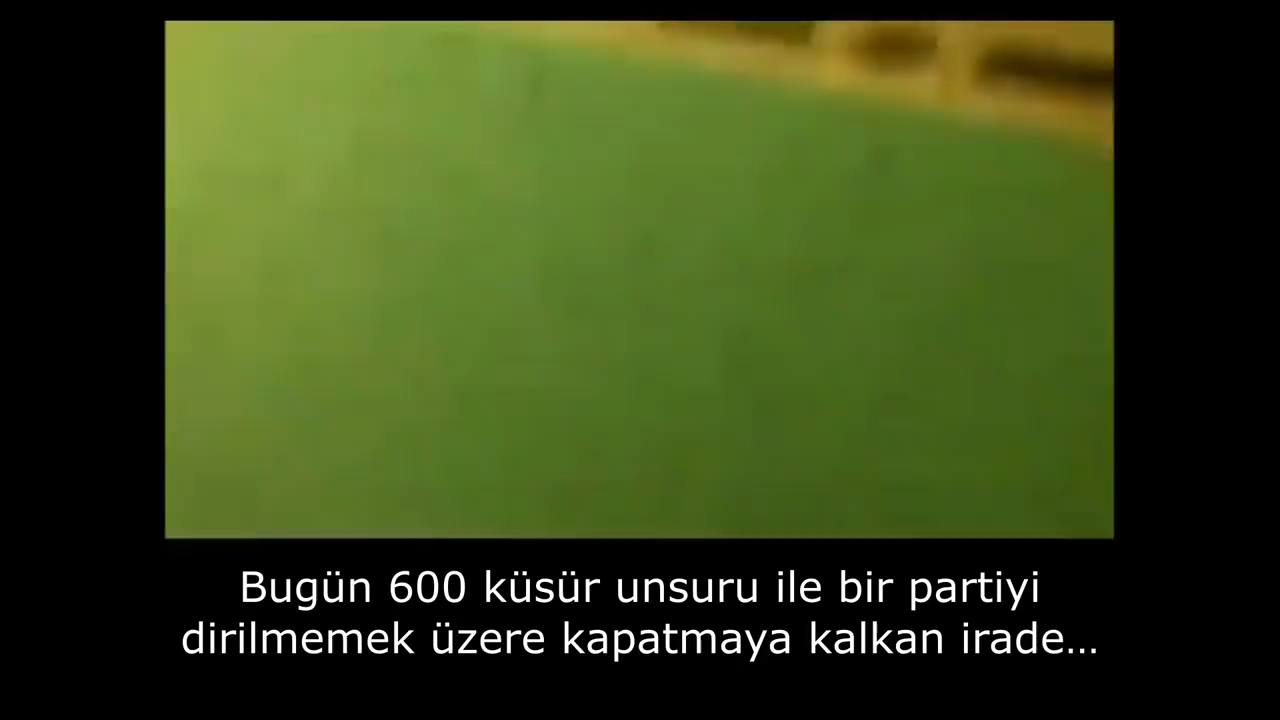 Bugün 600 küsür unsuru ile bir partiyi
dirilmemek üzere kapatmaya kalkan irade…